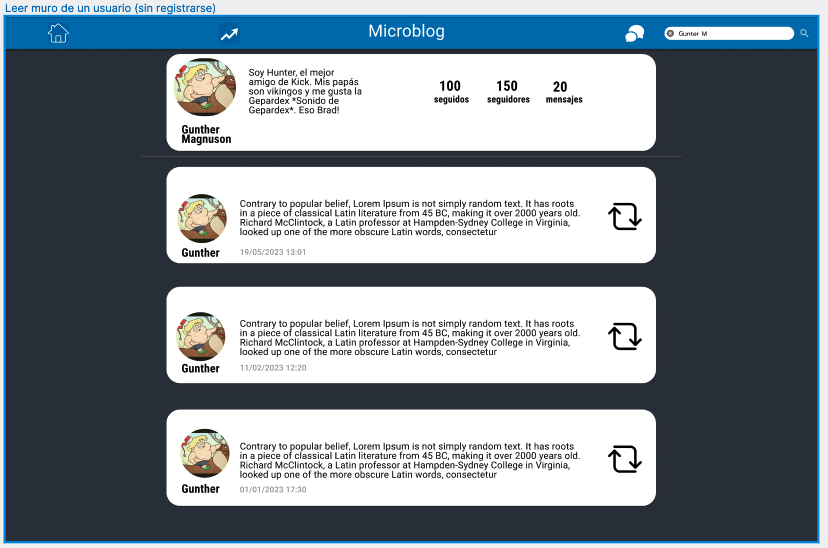 Leer muro de un usuario (sin registrarse)
Microblog
Gunter M
Soy Hunter, el mejor
amigo de Kick. Mis papás
son vikingos y me gusta la
Gepardex *Sonido de
Gepardex*. Eso Brad!
100
seguidos
150
seguidores
20
mensajes
Gunther
Magnuson
Contrary to popular belief, Lorem Ipsum is not simply random text. It has roots
in a piece of classical Latin literature from 45 BC, making it over 2000 years old.
Richard McClintock, a Latin professor at Hampden-Sydney College in Virginia,
looked up one of the more obscure Latin words, consectetur
Gunther
19/05/2023 13:01
Contrary to popular belief, Lorem Ipsum is not simply random text. It has roots
in a piece of classical Latin literature from 45 BC, making it over 2000 years old.
Richard McClintock, a Latin professor at Hampden-Sydney College in Virginia,
looked up one of the more obscure Latin words, consectetur
Gunther
11/02/2023 12:20
Contrary to popular belief, Lorem Ipsum is not simply random text. It has roots
in a piece of classical Latin literature from 45 BC, making it over 2000 years old.
Richard McClintock, a Latin professor at Hampden-Sydney College in Virginia,
looked up one of the more obscure Latin words, consectetur
Gunther
01/01/2023 17:30